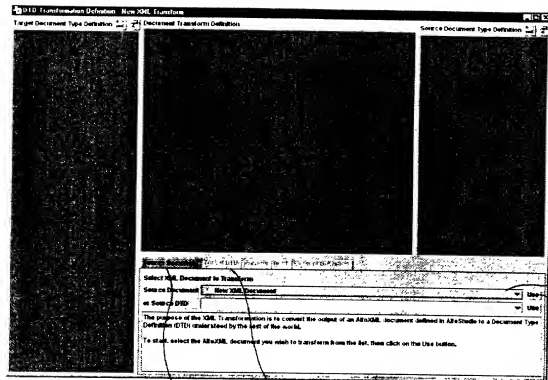 DTD Transformation Definition New XML Transform
Target Document Type Definition
Document Transform Definition
Source Document Type Definition
Select XML Document to Transform
Source Document
* New XML Document
Use
or Source DTD
Use
The purpose of the XML Transformation is to convert the output of an AlteXML document defined in AlteStudio to a Document Type
Definition (DTD) understood by the rest of the world.
To start, select the AlteXML document you wish to transform from the list, then click on the Use button.